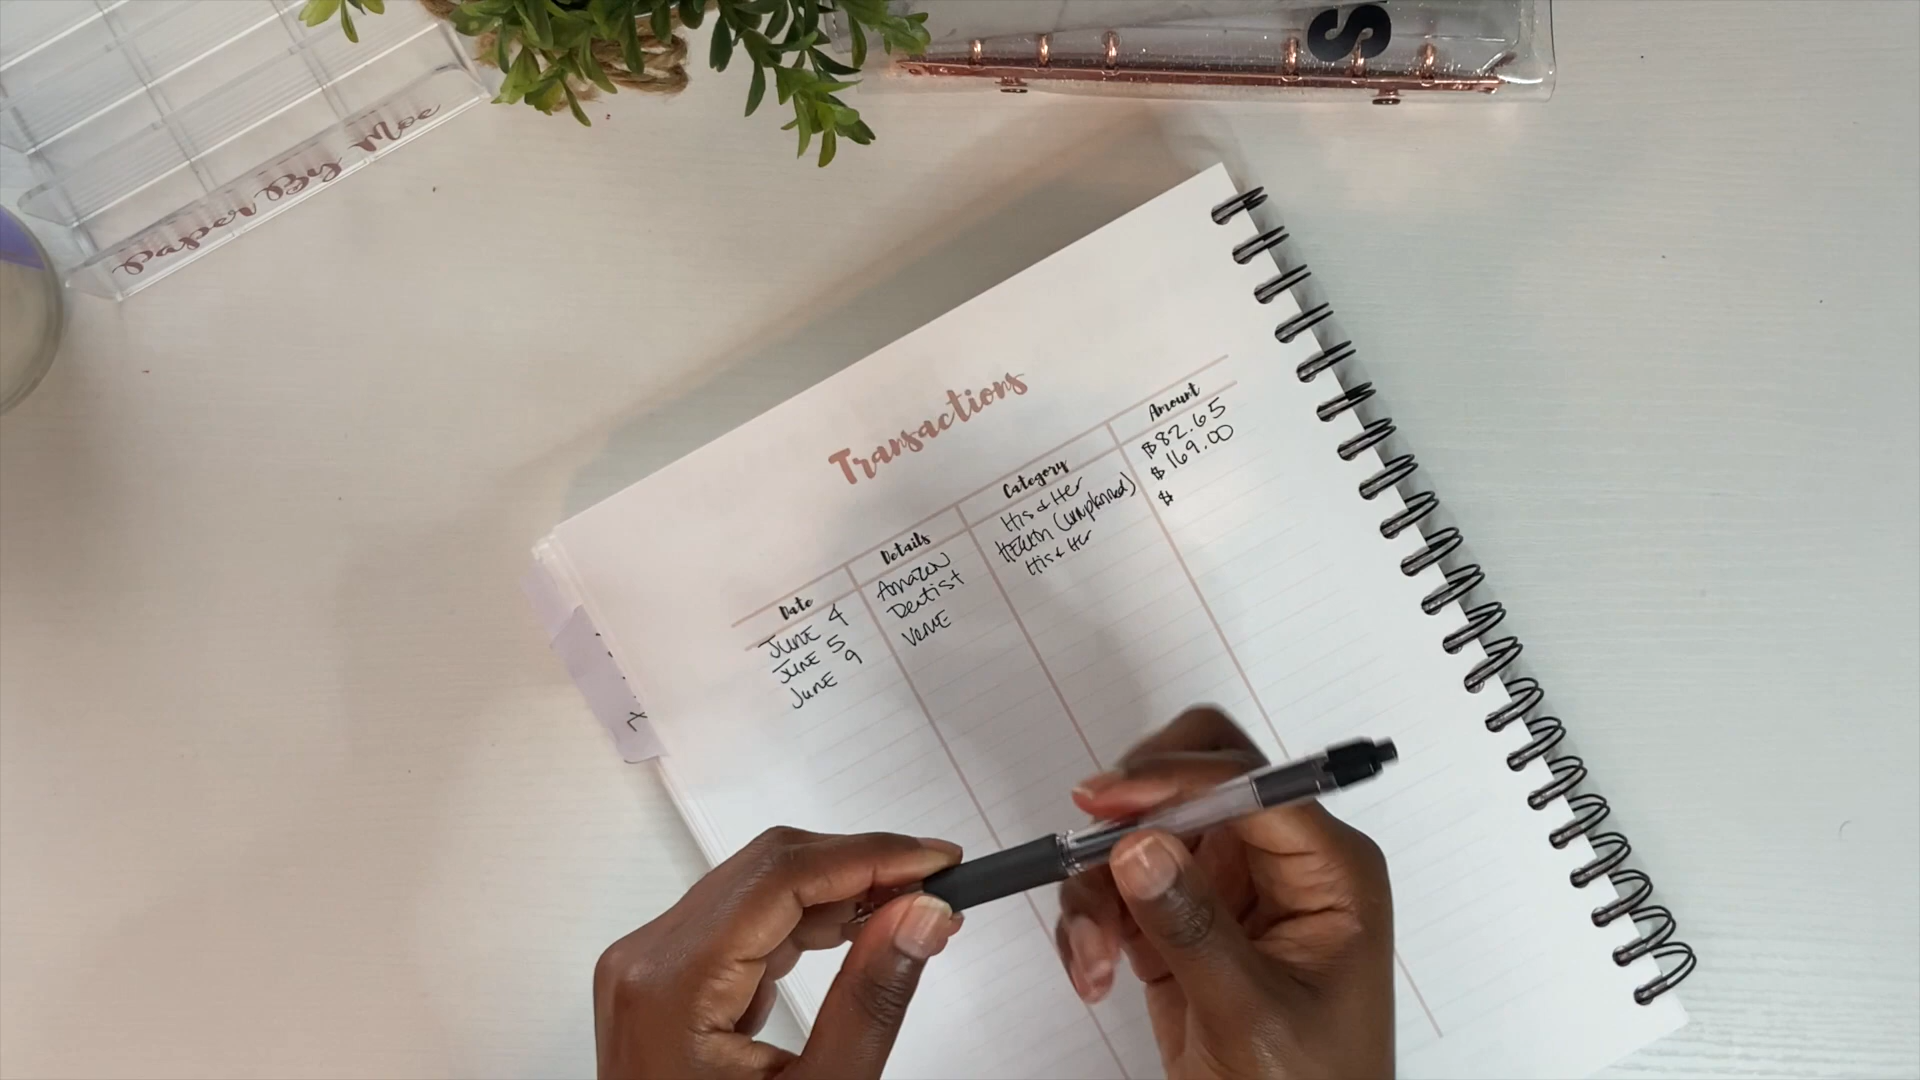 Paper By Moe
S
Transactions
Date Details Category Amount
June 4 Amazon His & Her $82.65
June 5 Dentist Health (unplanned) $169.00
June 9 Venue His & Her $